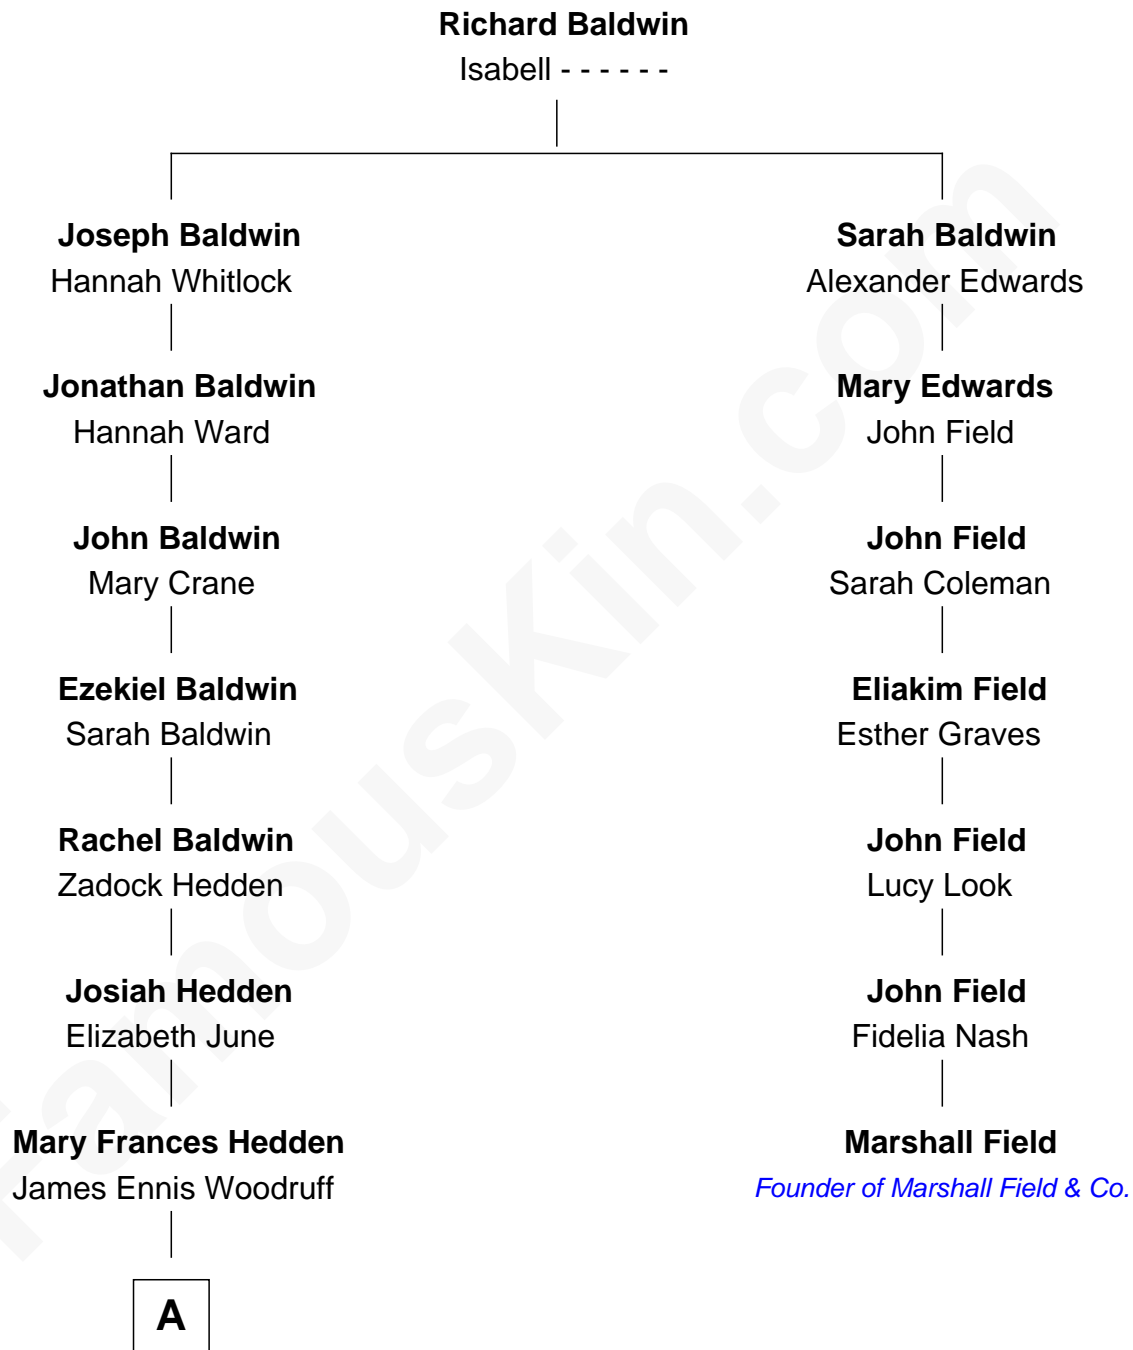 Richard Baldwin
Isabell - - - - - -
Joseph Baldwin
Hannah Whitlock
Sarah Baldwin
Alexander Edwards
Jonathan Baldwin
Hannah Ward
Mary Edwards
John Field
John Baldwin
Mary Crane
John Field
Sarah Coleman
Ezekiel Baldwin
Sarah Baldwin
Eliakim Field
Esther Graves
Rachel Baldwin
Zadock Hedden
John Field
Lucy Look
Josiah Hedden
Elizabeth June
John Field
Fidelia Nash
Mary Frances Hedden
James Ennis Woodruff
Marshall Field
Founder of Marshall Field & Co.
A
FamousKin.com